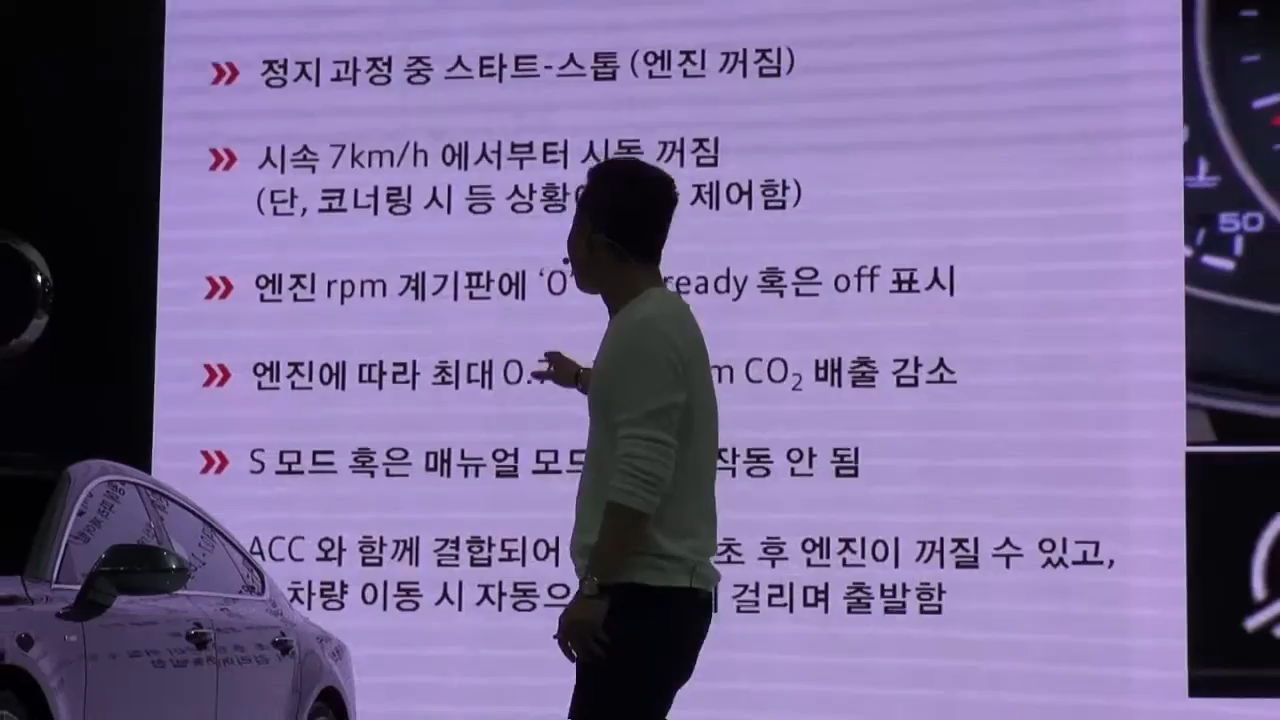 정지 과정 중 스타트-스톱 (엔진 꺼짐)
시속 7km/h 에서부터 시동 꺼짐
(단, 코너링 시 등 제어함)
엔진 rpm 계기판에 ready 혹은 off 표시
엔진에 따라 최대 CO₂ 배출 감소
S 모드 혹은 매뉴얼 모드 작동 안 됨
ACC 와 함께 결합되어 초 후 엔진이 꺼질 수 있고,
차량 이동 시 걸리며 출발함
50